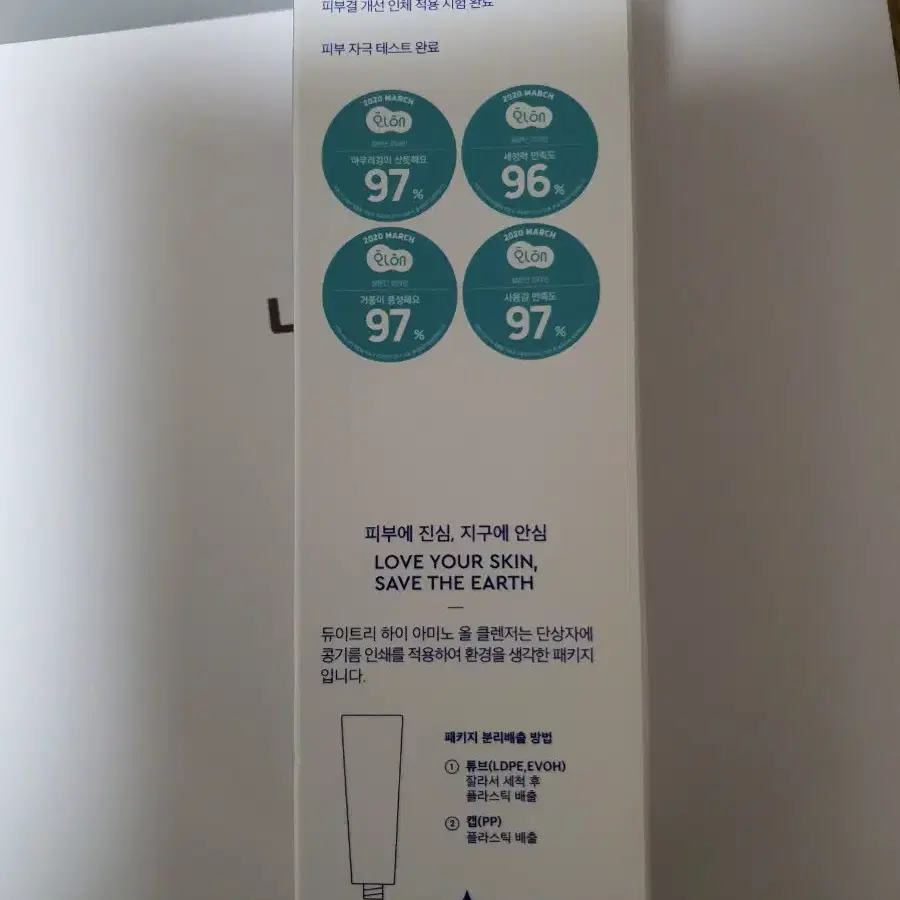 피부결 개선 인체 적용 시험 완료
피부 자극 테스트 완료
2020 MARCH
언니의파우치
마무리감이 산뜻해요
97%
2020 MARCH
세정력 만족도
96%
2020 MARCH
거품이 풍성해요
97%
2020 MARCH
사용감 만족도
97%
L
피부에 진심, 지구에 안심
LOVE YOUR SKIN,
SAVE THE EARTH
듀이트리 하이 아미노 올 클렌저는 단상자에
콩기름 인쇄를 적용하여 환경을 생각한 패키지
입니다.
패키지 분리배출 방법
1 튜브(LDPE,EVOH)
잘라서 세척 후
플라스틱 배출
2 캡(PP)
플라스틱 배출